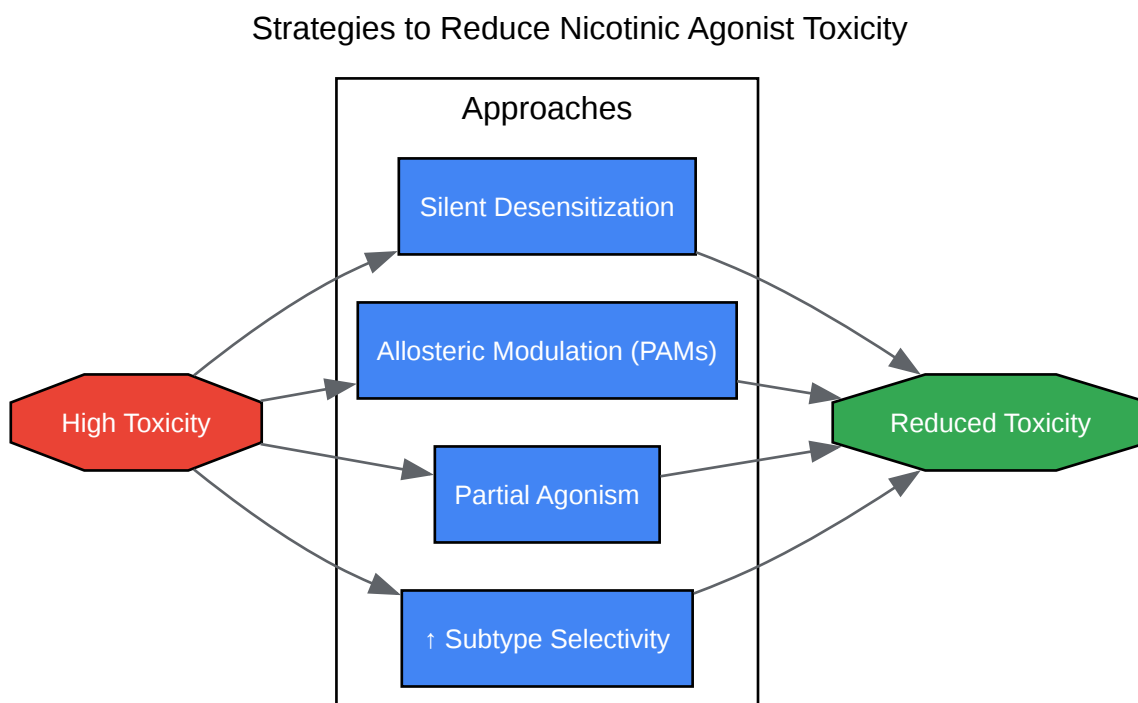 Strategies to Reduce Nicotinic Agonist Toxicity
Approaches
Silent Desensitization
Allosteric Modulation (PAMs)
High Toxicity
Reduced Toxicity
Partial Agonism
↑ Subtype Selectivity